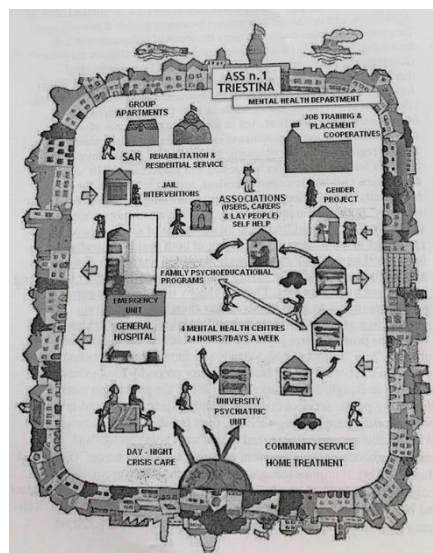 ASS n. 1
TRIESTINA
MENTAL HEALTH DEPARTMENT
GROUP
APARTMENTS
JOB TRAINING &
PLACEMENT
COOPERATIVES
SAR
REHABILITATION &
RESIDENTIAL SERVICE
JAIL
INTERVENTIONS
ASSOCIATIONS
(USERS, CARERS
& LAY PEOPLE)
SELF HELP
GENDER
PROJECT
FAMILY PSYCHOEDUCATIONAL
PROGRAMS
EMERGENCY
UNIT
GENERAL
HOSPITAL
4 MENTAL HEALTH CENTRES
24 HOURS/7DAYS A WEEK
24
UNIVERSITY
PSYCHIATRIC
UNIT
DAY - NIGHT
CRISIS CARE
COMMUNITY SERVICE
HOME TREATMENT